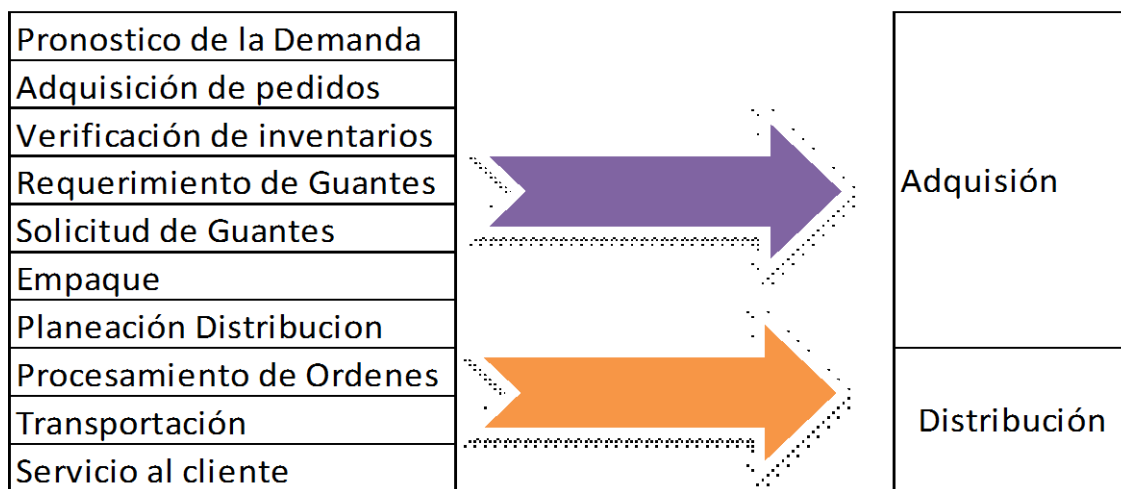 Pronostico de la Demanda
Adquisición de pedidos
Verificación de inventarios
Requerimiento de Guantes
Solicitud de Guantes
Empaque
Planeación Distribucion
Procesamiento de Ordenes
Transportación
Servicio al cliente
Adquisión
Distribución